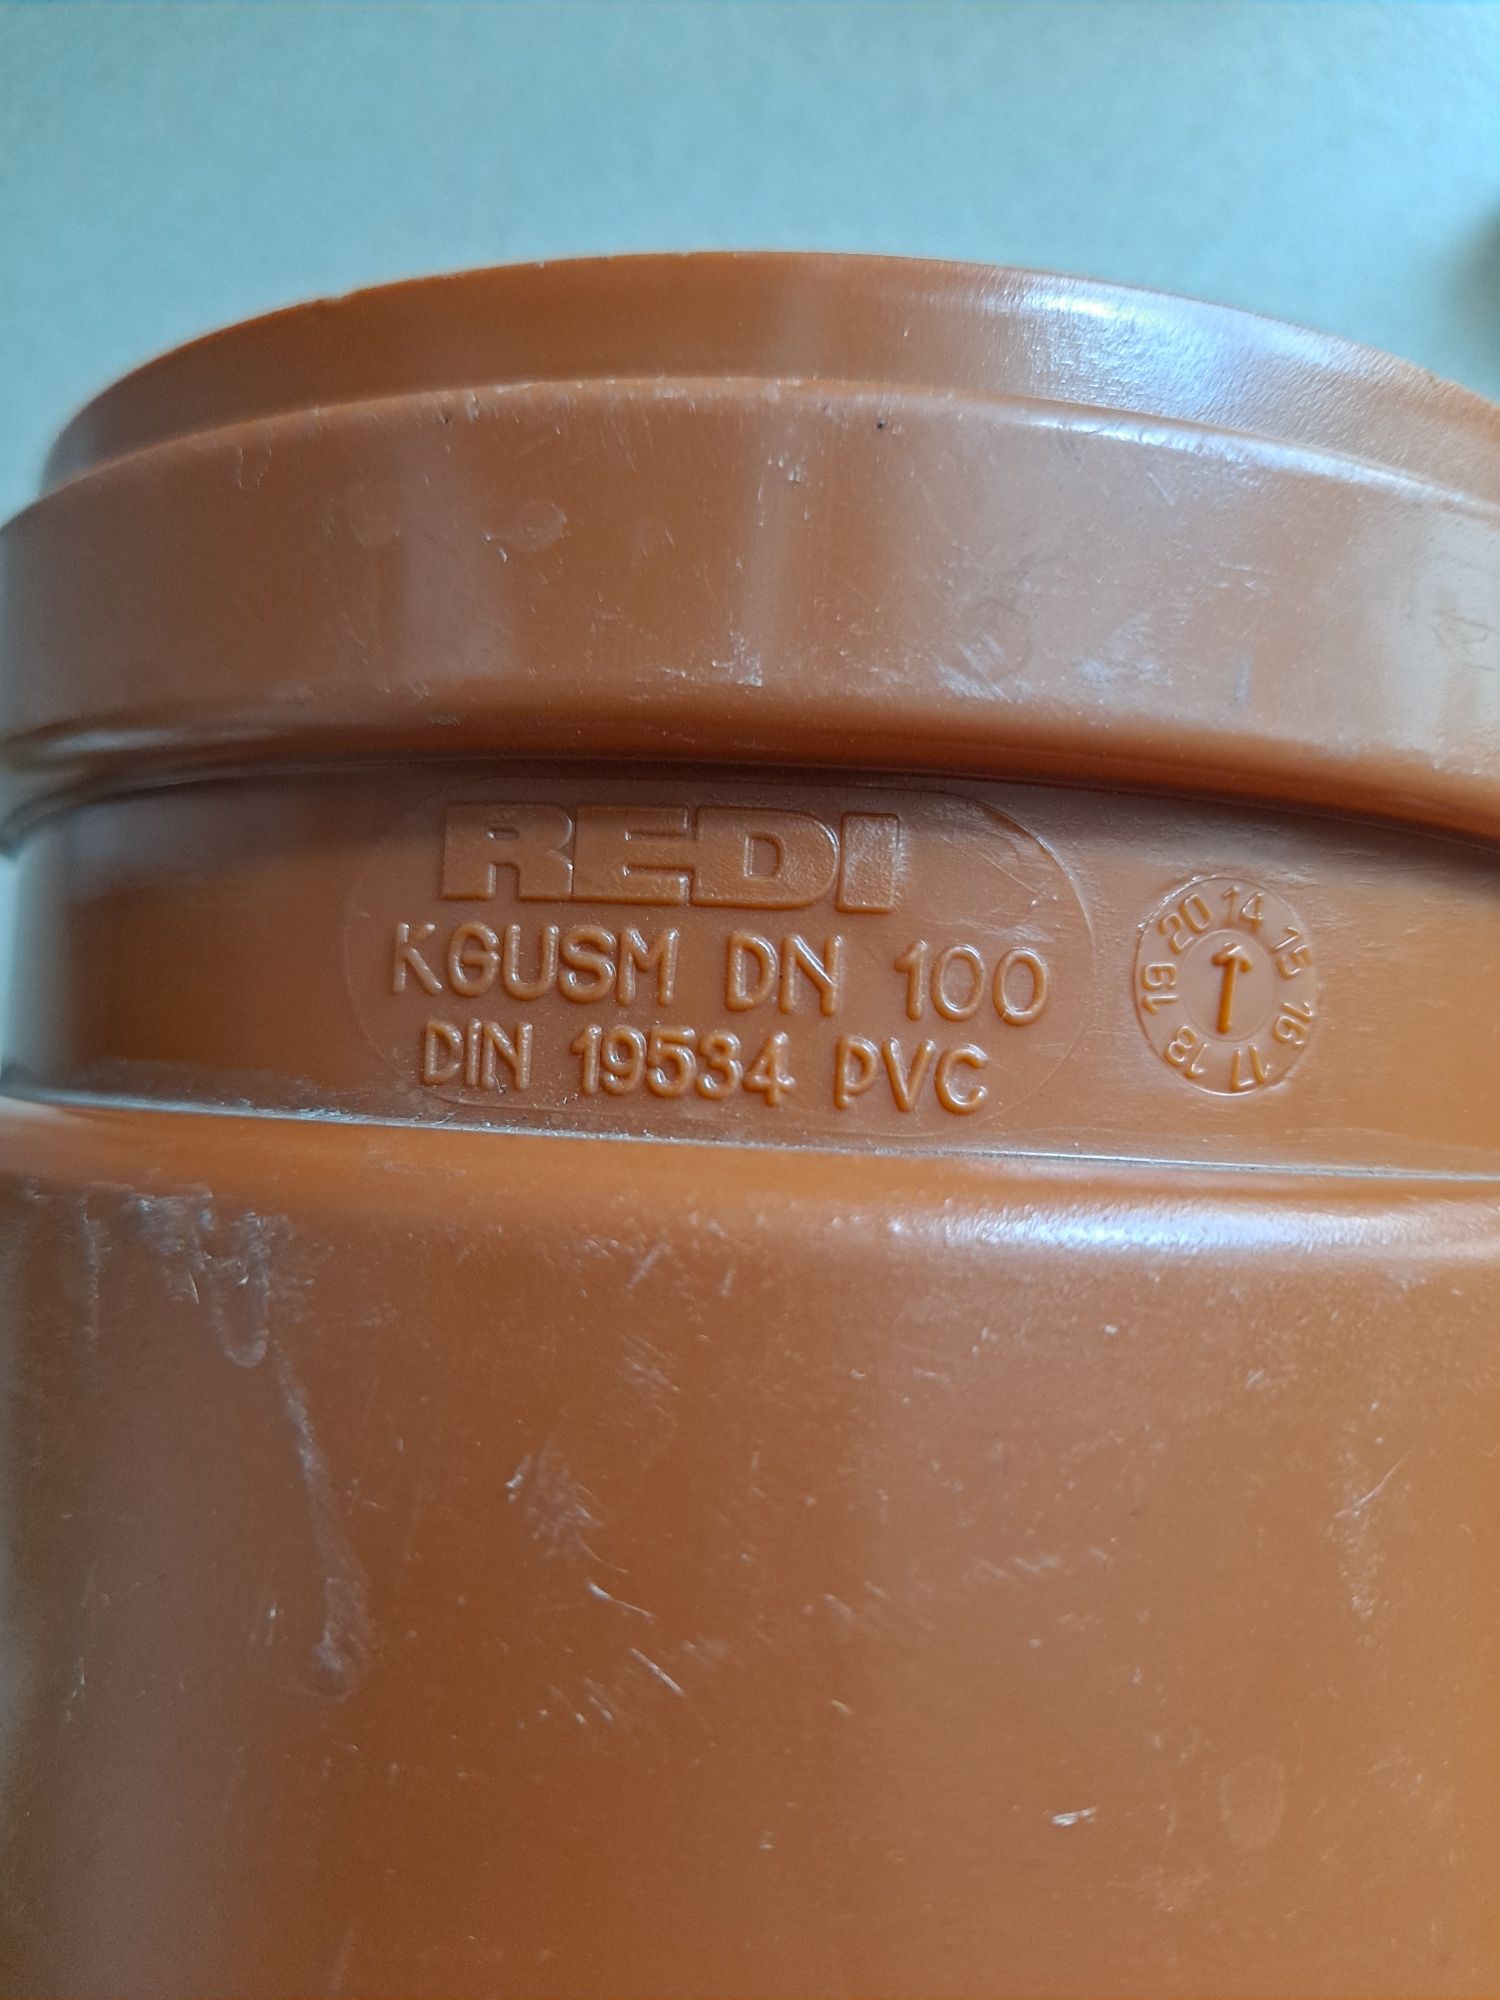 REDI
KGUSM DN 100
DIN 19534 PVC
14 15 16 17 18 19 20